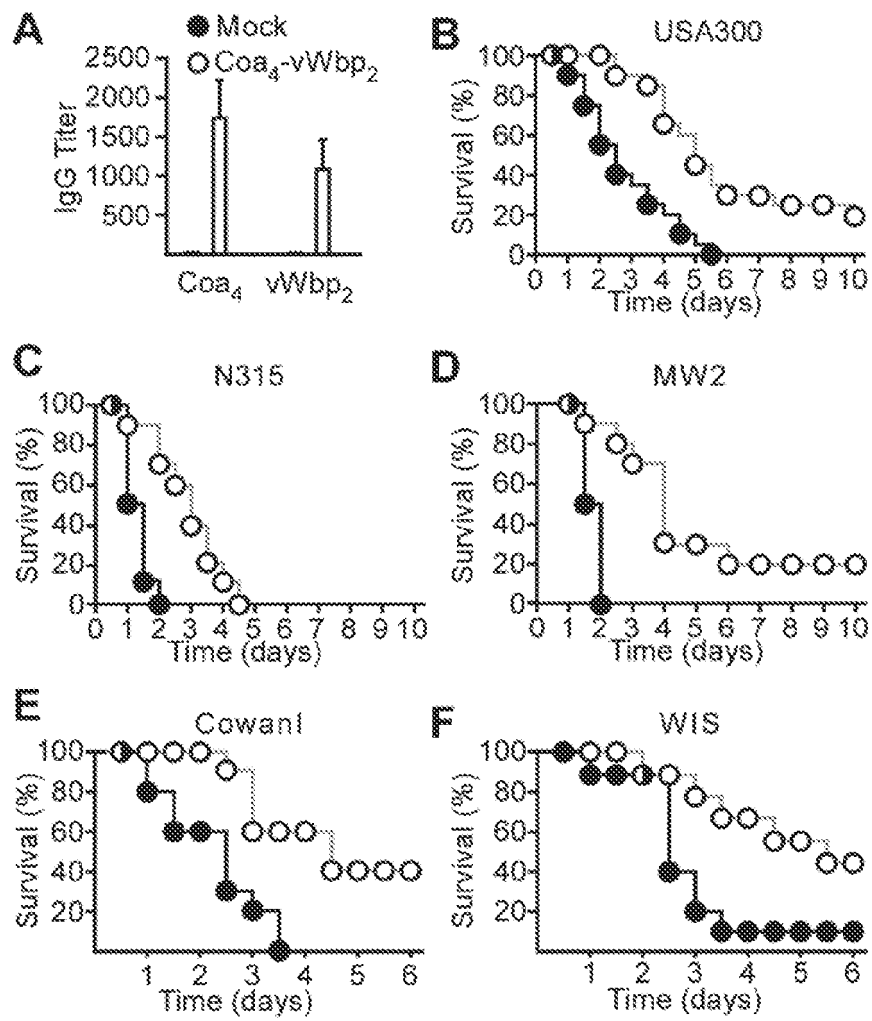 A
Mock
Coa4-vWbp2
IgG Titer
2500
2000
1500
1000
500
Coa4 vWbp2
B
USA300
Survival (%)
100
80
60
40
20
0
0 1 2 3 4 5 6 7 8 9 10
Time (days)
C
N315
Survival (%)
100
80
60
40
20
0
0 1 2 3 4 5 6 7 8 9 10
Time (days)
D
MW2
Survival (%)
100
80
60
40
20
0
0 1 2 3 4 5 6 7 8 9 10
Time (days)
E
CowanI
Survival (%)
100
80
60
40
20
1 2 3 4 5 6
Time (days)
F
WIS
Survival (%)
100
80
60
40
20
1 2 3 4 5 6
Time (days)